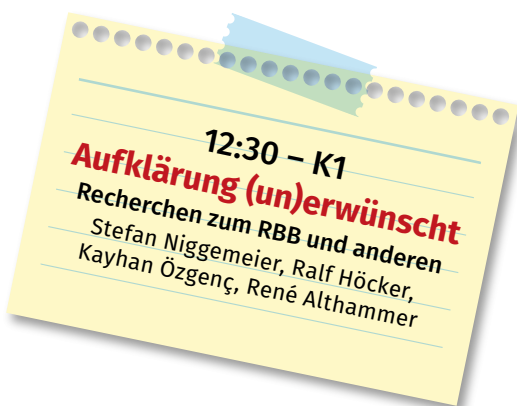 12:30 – K1
Aufklärung (un)erwünscht
Recherchen zum RBB und anderen
Stefan Niggemeier, Ralf Höcker,
Kayhan Özgenç, René Althammer